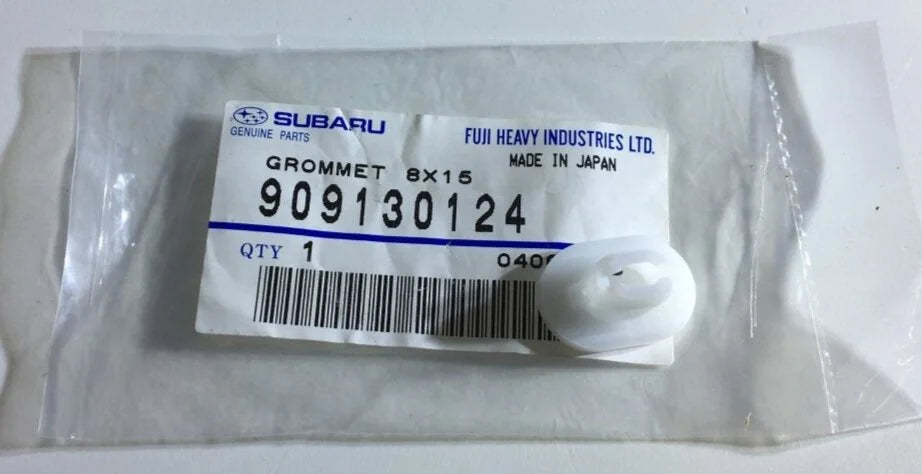 SUBARU
GENUINE PARTS
FUJI HEAVY INDUSTRIES LTD.
MADE IN JAPAN
GROMMET 8X15
909130124
QTY 1